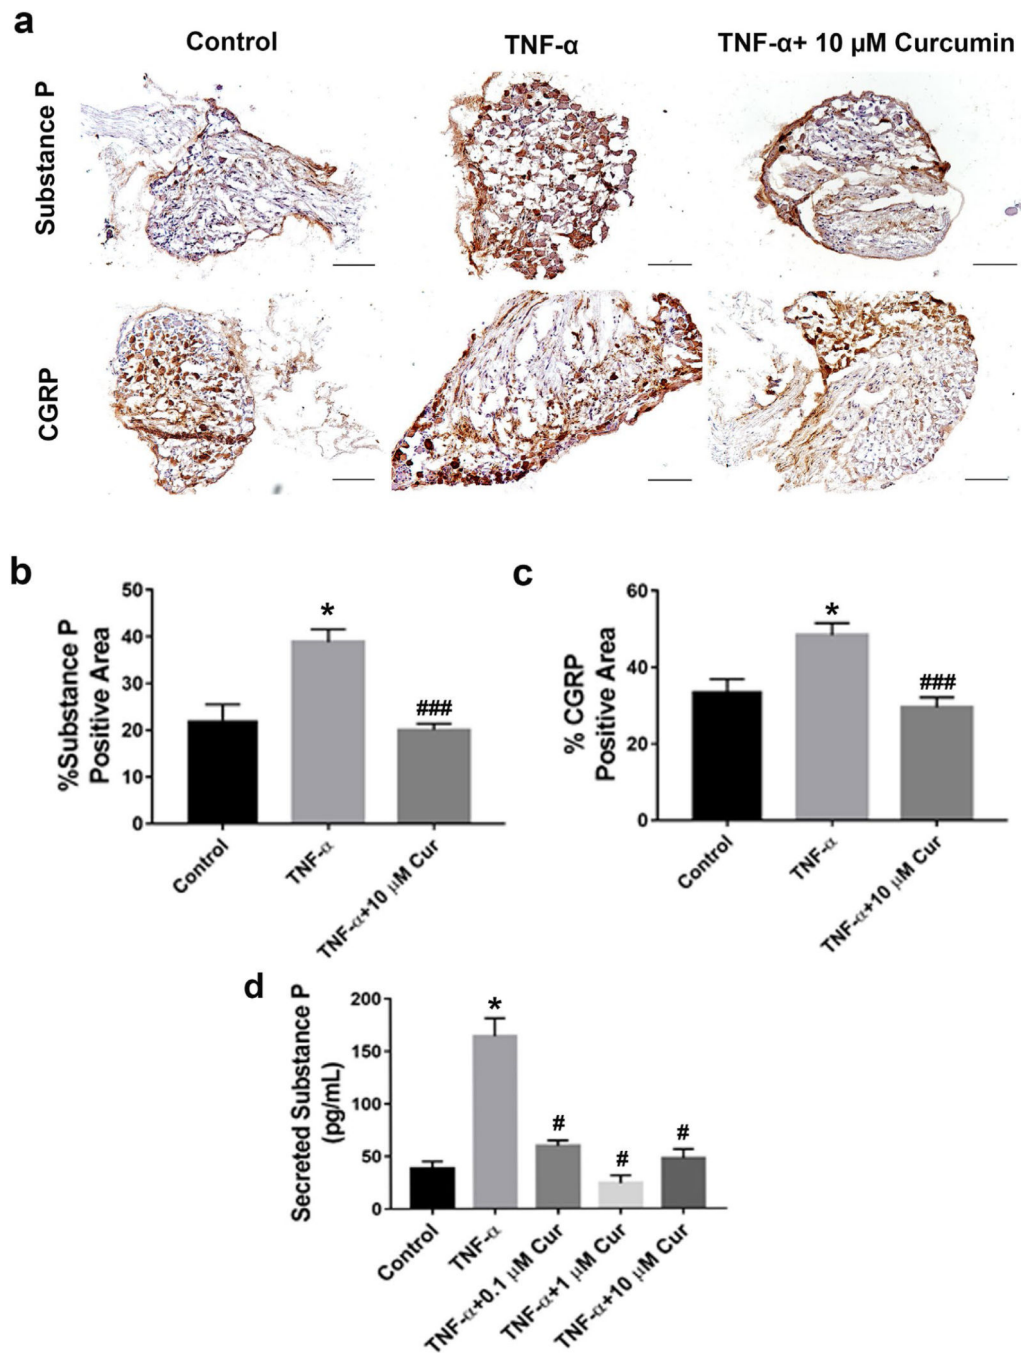 a
Control
TNF-α
TNF-α+ 10 μM Curcumin
Substance P
CGRP
b
%Substance P
Positive Area
50
40
30
20
10
0
*
###
Control
TNF-α
TNF-α+10 μM Cur
c
% CGRP
Positive Area
60
40
20
0
*
###
Control
TNF-α
TNF-α+10 μM Cur
d
Secreted Substance P
(pg/mL)
200
150
100
50
0
*
#
#
#
Control
TNF-α
TNF-α+0.1 μM Cur
TNF-α+1 μM Cur
TNF-α+10 μM Cur